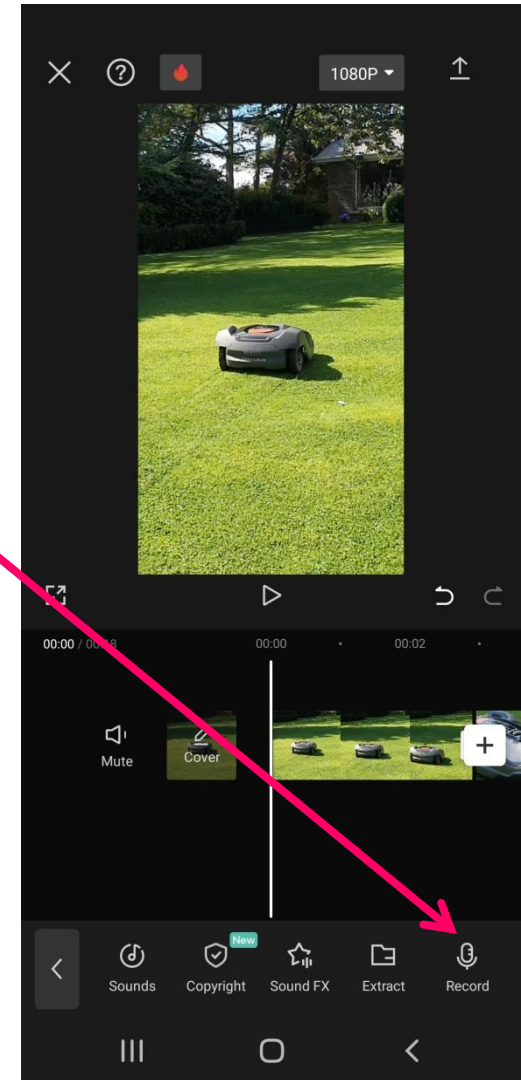 1080P
00:00 / 00:18
00:00
00:02
Mute
Cover
New
Sounds
Copyright
Sound FX
Extract
Record